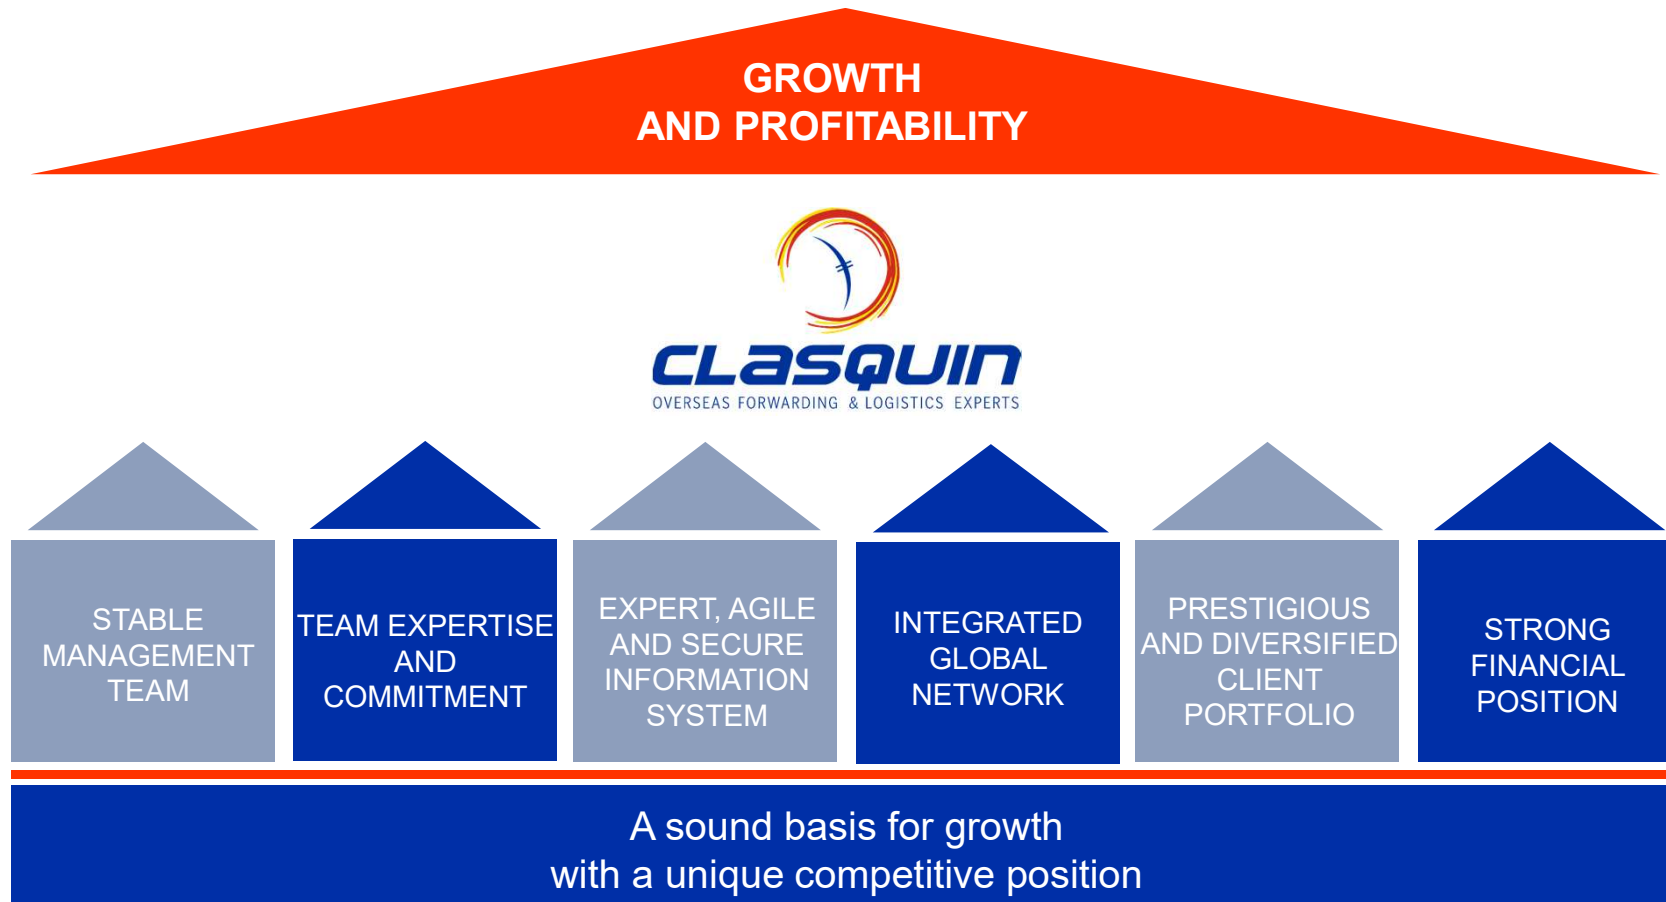 GROWTH
AND PROFITABILITY
CLASQUIN
OVERSEAS FORWARDING & LOGISTICS EXPERTS
STABLE
MANAGEMENT
TEAM
TEAM EXPERTISE
AND
COMMITMENT
EXPERT, AGILE
AND SECURE
INFORMATION
SYSTEM
INTEGRATED
GLOBAL
NETWORK
PRESTIGIOUS
AND DIVERSIFIED
CLIENT
PORTFOLIO
STRONG
FINANCIAL
POSITION
A sound basis for growth
with a unique competitive position